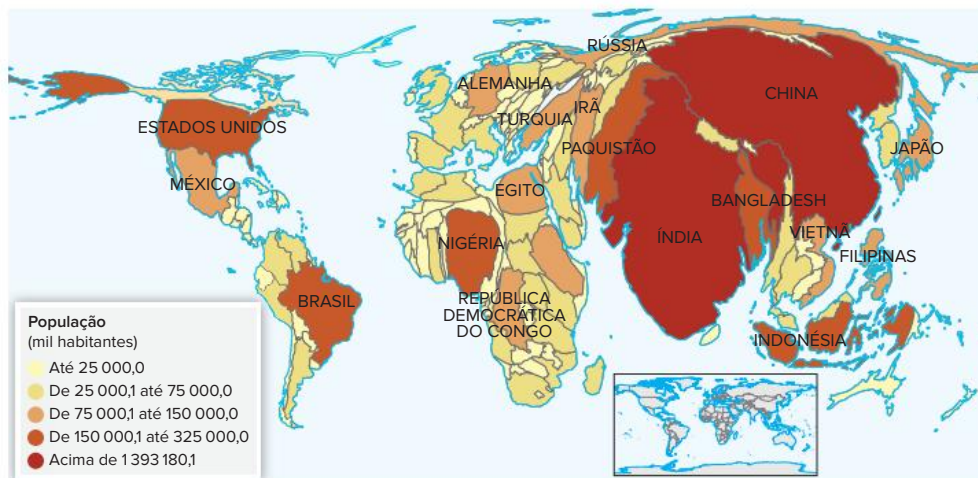 RÚSSIA
ALEMANHA
CHINA
ESTADOS UNIDOS
TURQUIA
IRÃ
PAQUISTÃO
JAPÃO
MÉXICO
EGITO
BANGLADESH
NIGÉRIA
ÍNDIA
VIETNÃ
FILIPINAS
BRASIL
REPÚBLICA
DEMOCRÁTICA
DO CONGO
INDONÉSIA
População
(mil habitantes)
Até 25 000,0
De 25 000,1 até 75 000,0
De 75 000,1 até 150 000,0
De 150 000,1 até 325 000,0
Acima de 1 393 180,1